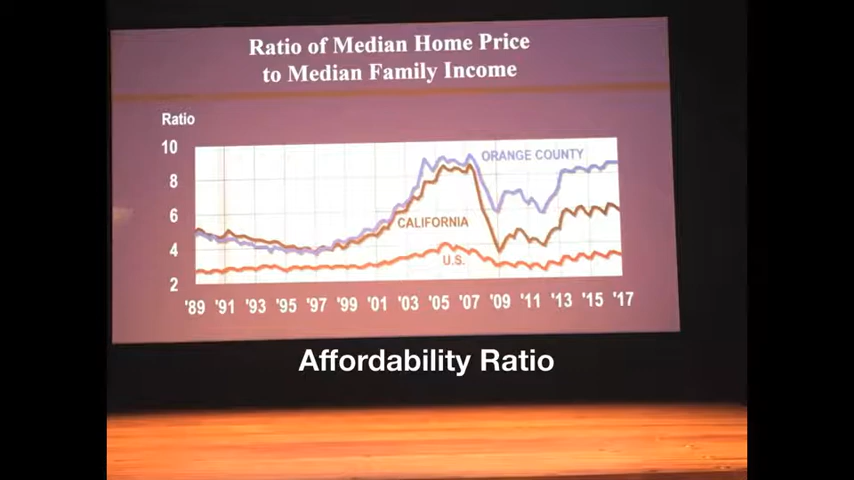 Ratio of Median Home Price
to Median Family Income
Ratio
10
8
6
4
2
ORANGE COUNTY
CALIFORNIA
U.S.
'89 '91 '93 '95 '97 '99 '01 '03 '05 '07 '09 '11 '13 '15 '17
Affordability Ratio